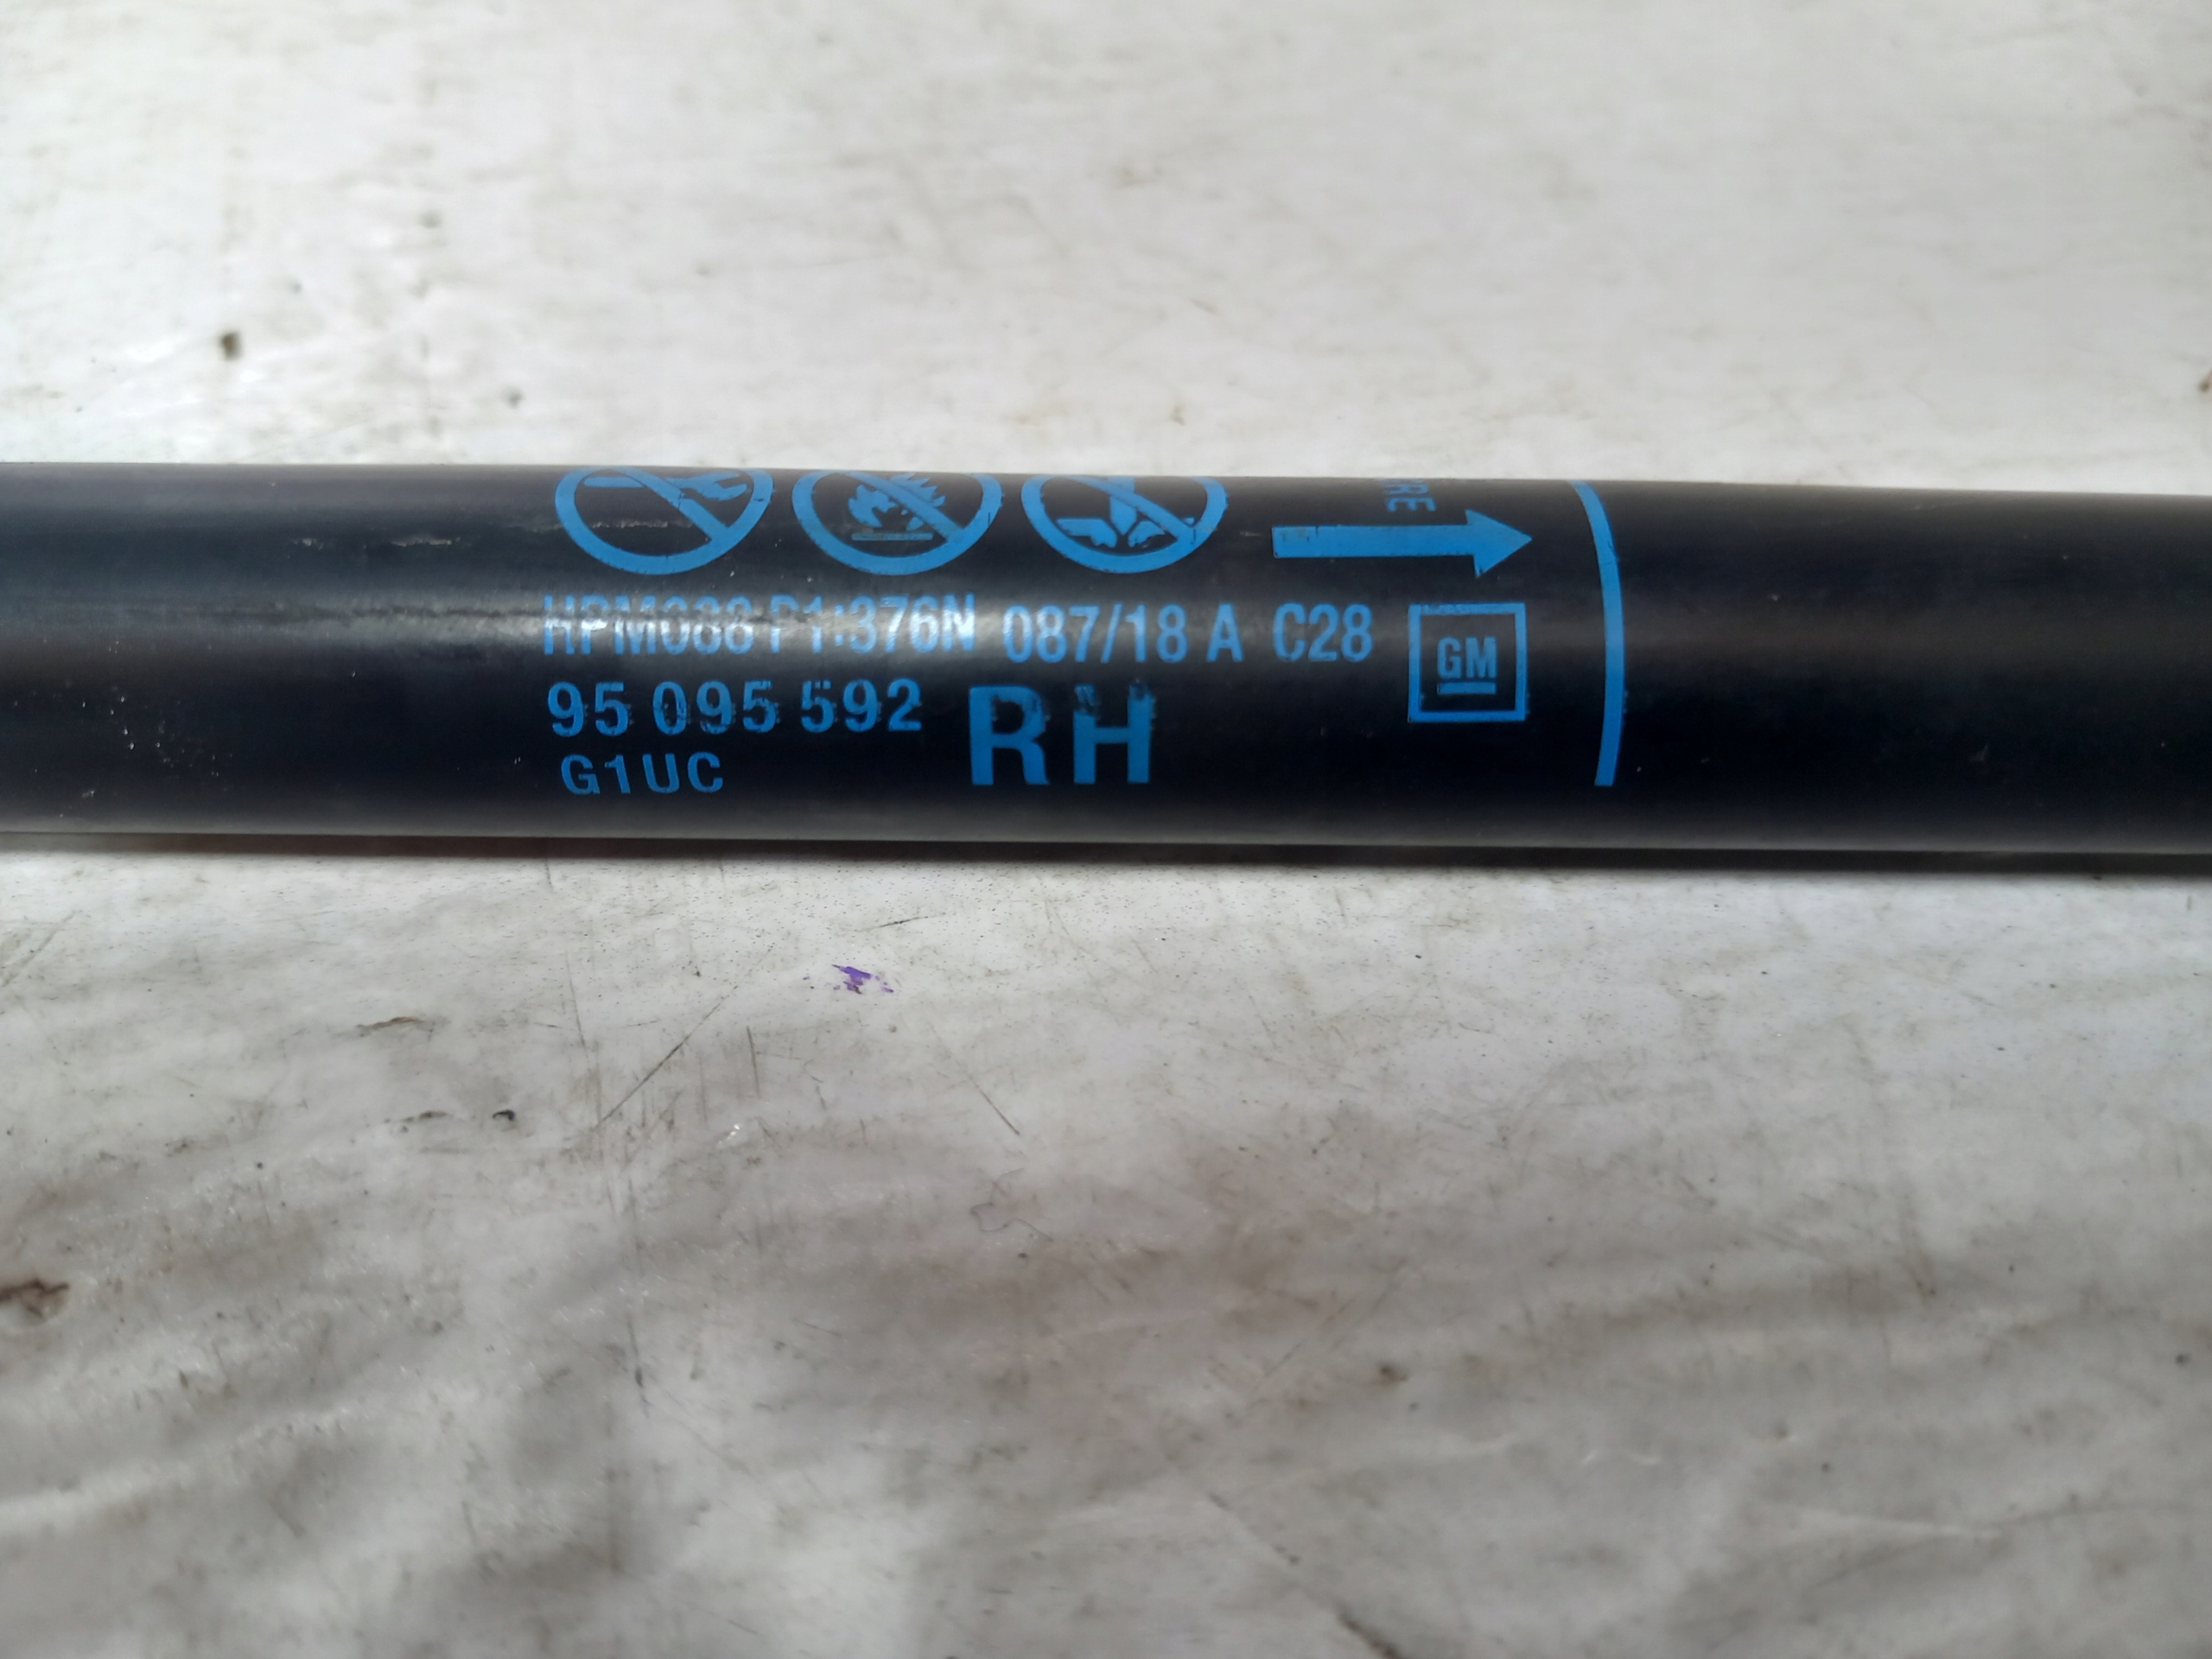 HPM088 P1:376N 087/18 A C28
GM
95 095 592 RH
G1UC